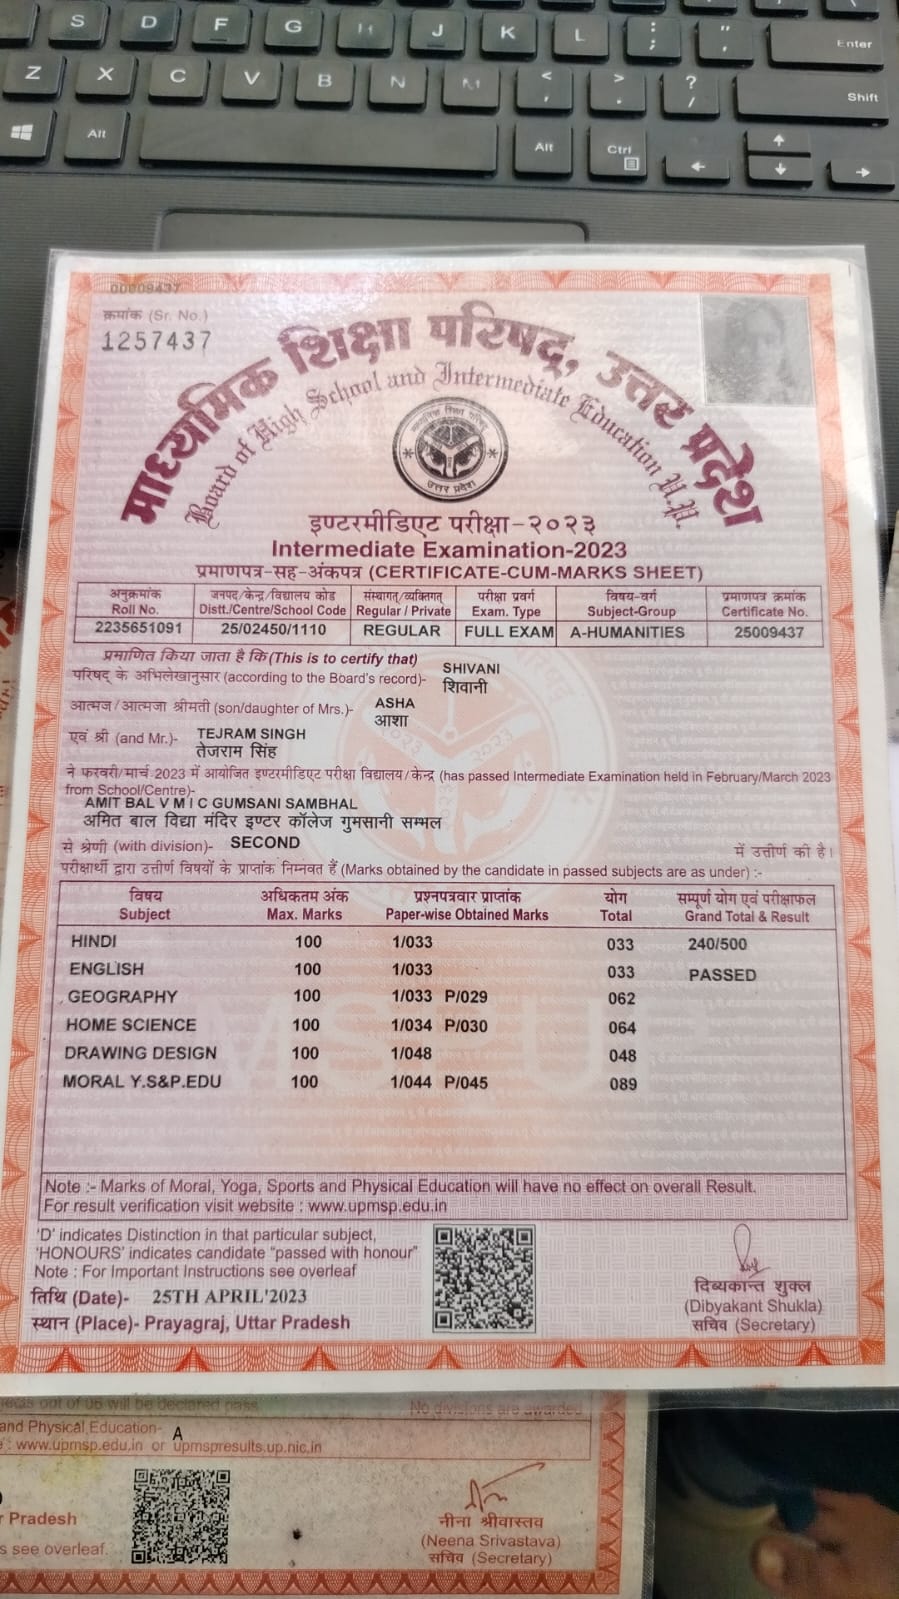 S D F G H J K L : ; " ' Enter
Z X C V B N M < , > . ? / Shift
Alt Alt Ctrl
00009437
क्रमांक (Sr. No.)
1257437
माध्यमिक शिक्षा परिषद्, उत्तर प्रदेश
Board of High School and Intermediate Education U.P.
माध्यमिक शिक्षा परिषद्
उत्तर प्रदेश
इण्टरमीडिएट परीक्षा-२०२३
Intermediate Examination-2023
प्रमाणपत्र-सह-अंकपत्र (CERTIFICATE-CUM-MARKS SHEET)
अनुक्रमांक जनपद/केन्द्र/विद्यालय कोड संस्थागत/व्यक्तिगत परीक्षा प्रवर्ग विषय-वर्ग प्रमाणपत्र क्रमांक
Roll No. Distt./Centre/School Code Regular / Private Exam. Type Subject-Group Certificate No.
2235651091 25/02450/1110 REGULAR FULL EXAM A-HUMANITIES 25009437
प्रमाणित किया जाता है कि (This is to certify that)
परिषद् के अभिलेखानुसार (according to the Board's record)- SHIVANI
शिवानी
आत्मज/आत्मजा श्रीमती (son/daughter of Mrs.)- ASHA
आशा
एवं श्री (and Mr.)- TEJRAM SINGH
तेजराम सिंह
ने फरवरी/मार्च 2023 में आयोजित इण्टरमीडिएट परीक्षा विद्यालय/केन्द्र (has passed Intermediate Examination held in February/March 2023
from School/Centre)-
AMIT BAL V M I C GUMSANI SAMBHAL
अमित बाल विद्या मंदिर इण्टर कॉलेज गुमसानी सम्भल
से श्रेणी (with division)- SECOND में उत्तीर्ण की है।
परीक्षार्थी द्वारा उत्तीर्ण विषयों के प्राप्तांक निम्नवत हैं (Marks obtained by the candidate in passed subjects are as under) :-
विषय अधिकतम अंक प्रश्नपत्रवार प्राप्तांक योग सम्पूर्ण योग एवं परीक्षाफल
Subject Max. Marks Paper-wise Obtained Marks Total Grand Total & Result
HINDI 100 1/033 033 240/500
ENGLISH 100 1/033 033 PASSED
GEOGRAPHY 100 1/033 P/029 062
HOME SCIENCE 100 1/034 P/030 064
DRAWING DESIGN 100 1/048 048
MORAL Y.S&P.EDU 100 1/044 P/045 089
Note :- Marks of Moral, Yoga, Sports and Physical Education will have no effect on overall Result.
For result verification visit website : www.upmsp.edu.in
'D' indicates Distinction in that particular subject,
'HONOURS' indicates candidate "passed with honour"
Note : For Important Instructions see overleaf
तिथि (Date)- 25TH APRIL'2023
स्थान (Place)- Prayagraj, Uttar Pradesh
दिव्यकान्त शुक्ल
(Dibyakant Shukla)
सचिव (Secretary)
out of 06 will be declared pass No divisions are awarded
and Physical Education- A
: www.upmsp.edu.in or upmspresults.up.nic.in
Pradesh
see overleaf.
नीना श्रीवास्तव
(Neena Srivastava)
सचिव (Secretary)